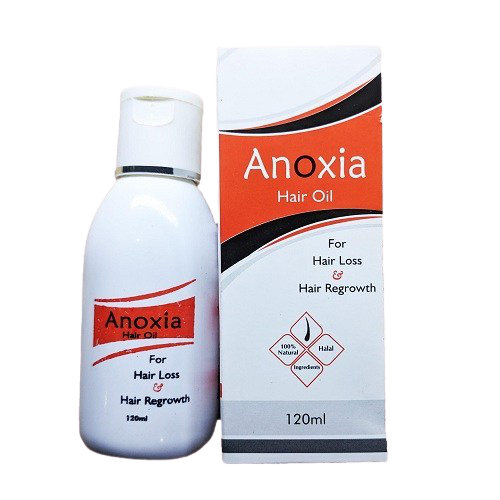 Anoxia
Hair Oil
For
Hair Loss
&
Hair Regrowth
120ml
Anoxia
Hair Oil
For
Hair Loss
&
Hair Regrowth
100%
Natural
Halal
Ingredients
120ml